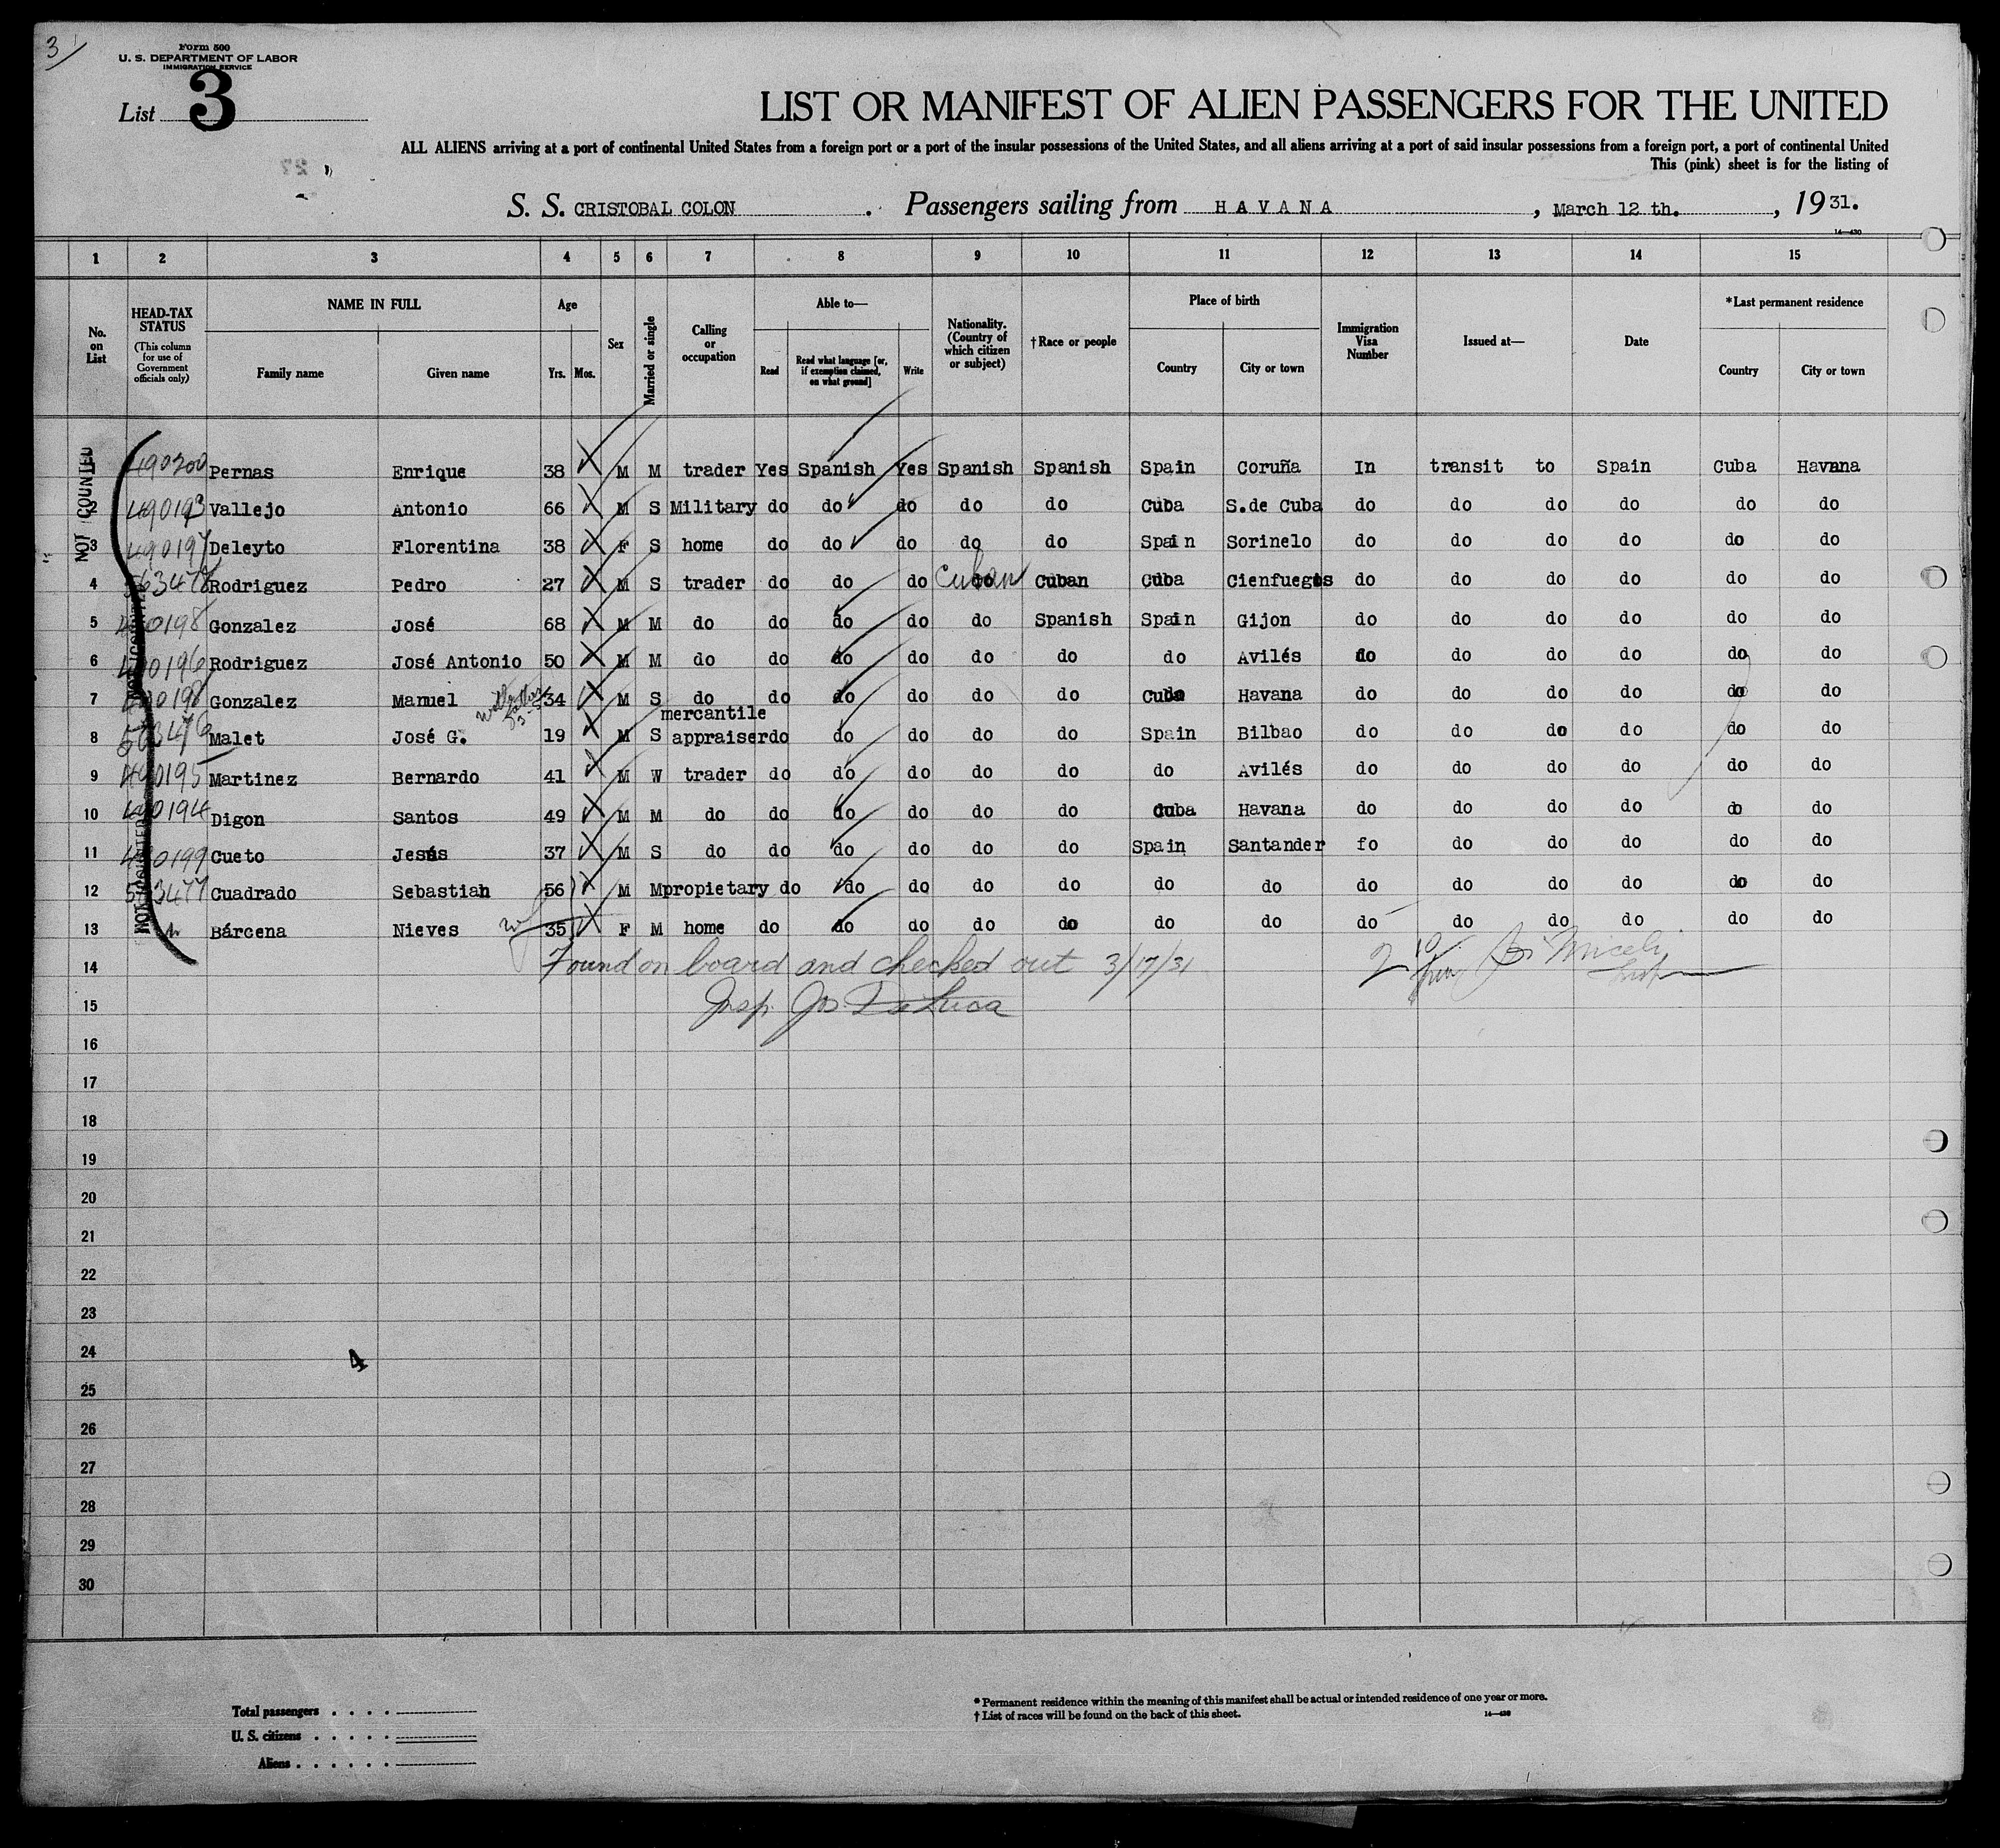 3/
Form 500
U. S. DEPARTMENT OF LABOR
IMMIGRATION SERVICE
List 3
LIST OR MANIFEST OF ALIEN PASSENGERS FOR THE UNITED
ALL ALIENS arriving at a port of continental United States from a foreign port or a port of the insular possessions of the United States, and all aliens arriving at a port of said insular possessions from a foreign port, a port of continental United
This (pink) sheet is for the listing of
S. S. CRISTOBAL COLON . Passengers sailing from HAVANA , March 12 th. , 1931.
14—430
1 2 3 4 5 6 7 8 9 10 11 12 13 14 15
No. on List
HEAD-TAX STATUS (This column for use of Government officials only)
NAME IN FULL
Family name Given name
Age
Yrs. Mos.
Sex
Married or single
Calling or occupation
Able to—
Read Read what language [or, if exemption claimed, on what ground] Write
Nationality. (Country of which citizen or subject)
†Race or people
Place of birth
Country City or town
Immigration Visa Number
Issued at—
Date
*Last permanent residence
Country City or town
NOT COUNTED
1 490200 Pernas Enrique 38 M M trader Yes Spanish Yes Spanish Spanish Spain Coruña In transit to Spain Cuba Havana
2 490193 Vallejo Antonio 66 M S Military do do do do do Cuba S.de Cuba do do do do do do
3 490197 Deleyto Florentina 38 F S home do do do do do Spain Sorinelo do do do do do do
4 563478 Rodriguez Pedro 27 M S trader do do do Cuban Cuban Cuba Cienfuegos do do do do do do
5 490198 Gonzalez José 68 M M do do do do do Spanish Spain Gijon do do do do do do
6 490196 Rodriguez José Antonio 50 M M do do do do do do do Avilés do do do do do do
7 490198 Gonzalez Manuel 34 M S do do do do do do Cuba Havana do do do do do do
8 563476 Malet José G. 19 M S mercantile appraiser do do do do do Spain Bilbao do do do do do do
9 490195 Martinez Bernardo 41 M W trader do do do do do do Avilés do do do do do do
10 490194 Digon Santos 49 M M do do do do do do Cuba Havana do do do do do do
11 490199 Cueto Jesús 37 M S do do do do do do Spain Santander fo do do do do do
12 563477 Cuadrado Sebastian 56 M M propietary do do do do do do do do do do do do do
13 Bárcena Nieves 35 F M home do do do do do do do do do do do do do
14 Found on board and checked out 3/17/31
15 Insp. Jos DeLuca
16
17
18
19
20
21
22
23
24
4
25
26
27
28
29
30
Total passengers
U. S. citizens
Aliens
*Permanent residence within the meaning of this manifest shall be actual or intended residence of one year or more.
†List of races will be found on the back of this sheet.
14—430